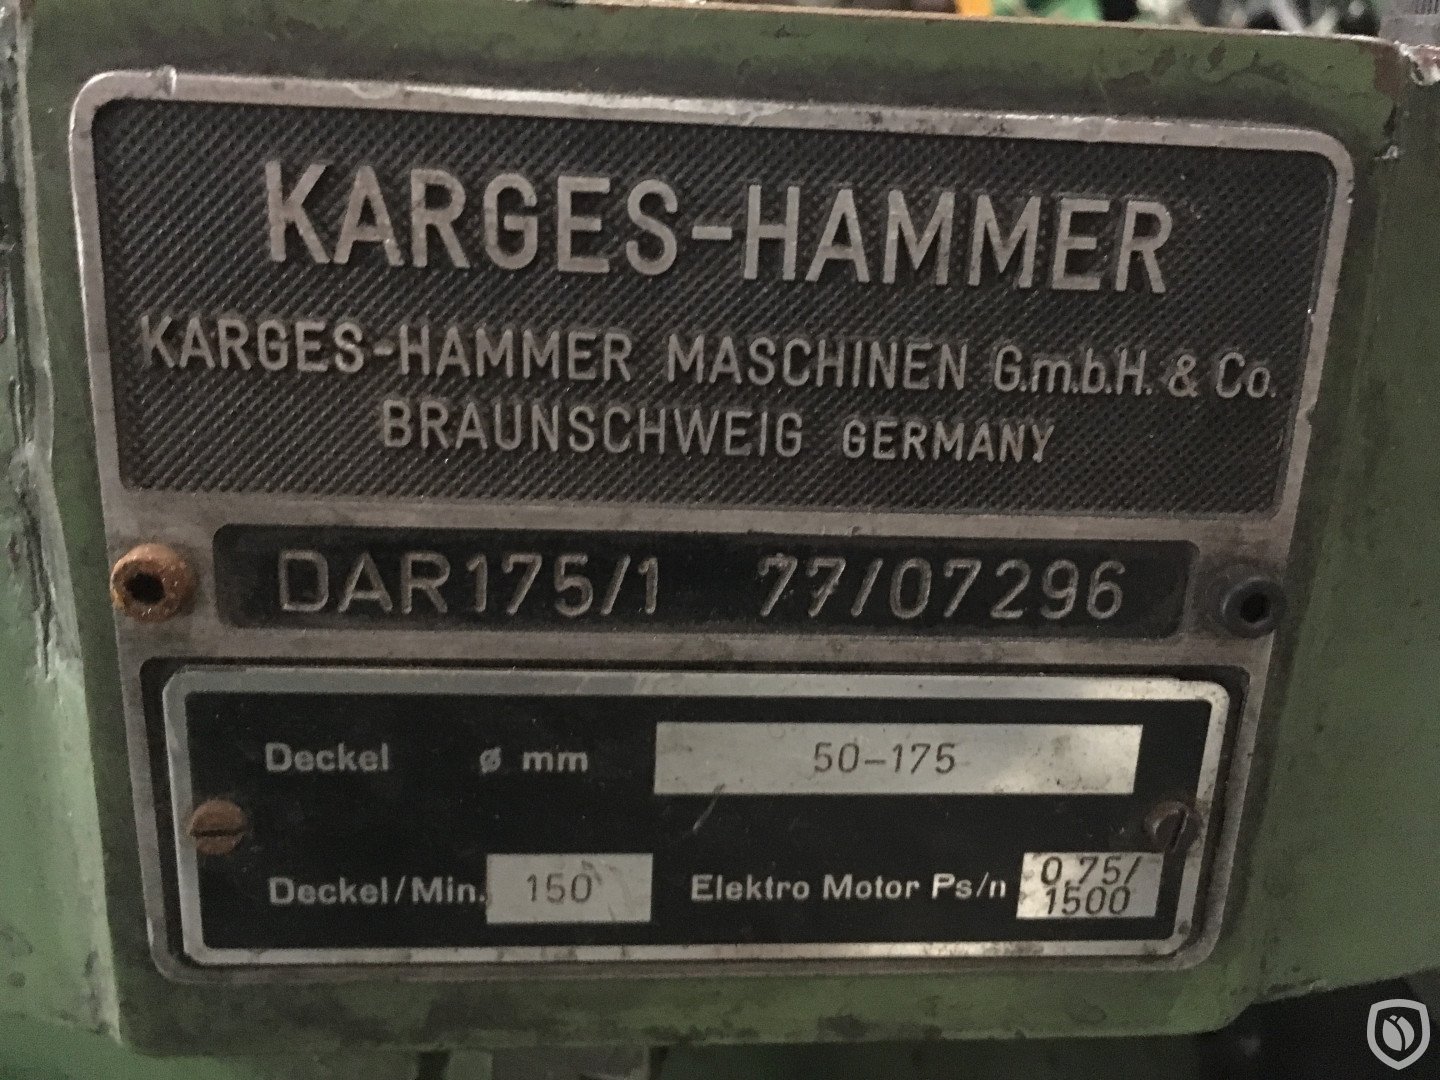 KARGES-HAMMER
KARGES-HAMMER MASCHINEN G.m.b.H. & Co.
BRAUNSCHWEIG GERMANY
DAR175/1 77/07296
Deckel ø mm 50-175
Deckel/Min. 150 Elektro Motor Ps/n 0,75/
1500